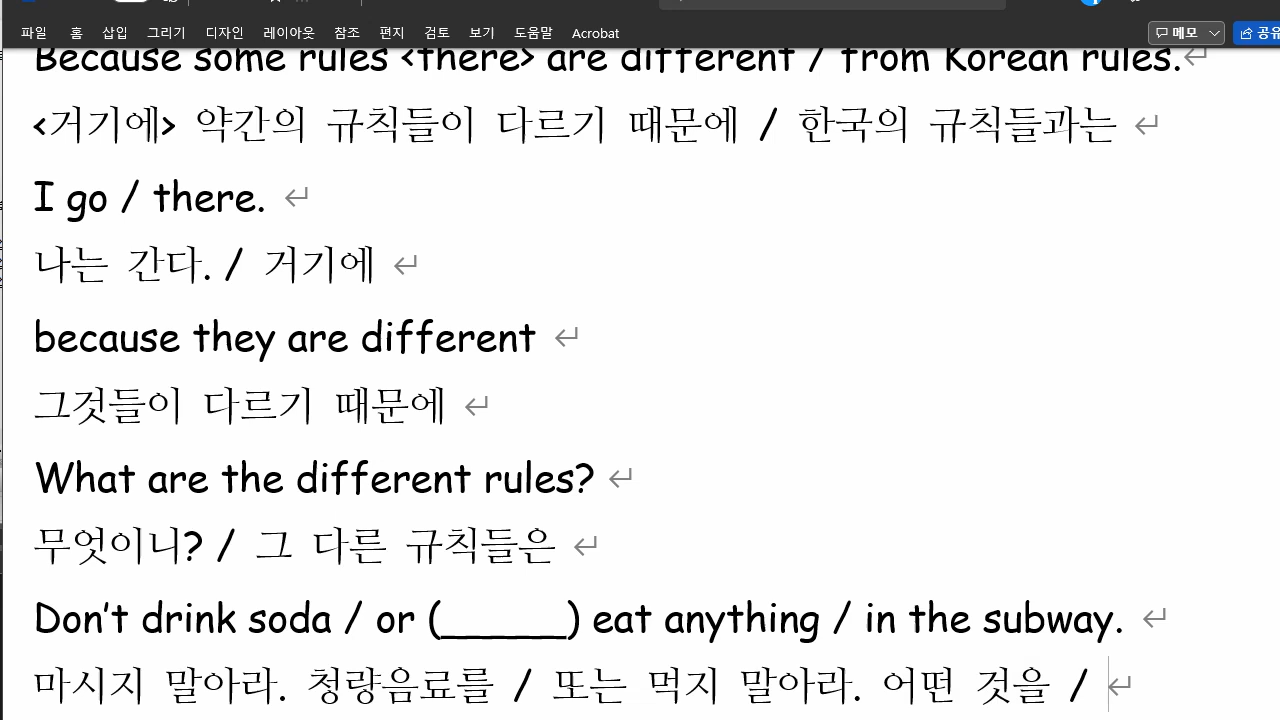 파일 홈 삽입 그리기 디자인 레이아웃 참조 편지 검토 보기 도움말 Acrobat 메모 공유
Because some rules <there> are different / from Korean rules.
<거기에> 약간의 규칙들이 다르기 때문에 / 한국의 규칙들과는
I go / there.
나는 간다. / 거기에
because they are different
그것들이 다르기 때문에
What are the different rules?
무엇이니? / 그 다른 규칙들은
Don't drink soda / or (______) eat anything / in the subway.
마시지 말아라. 청량음료를 / 또는 먹지 말아라. 어떤 것을 /